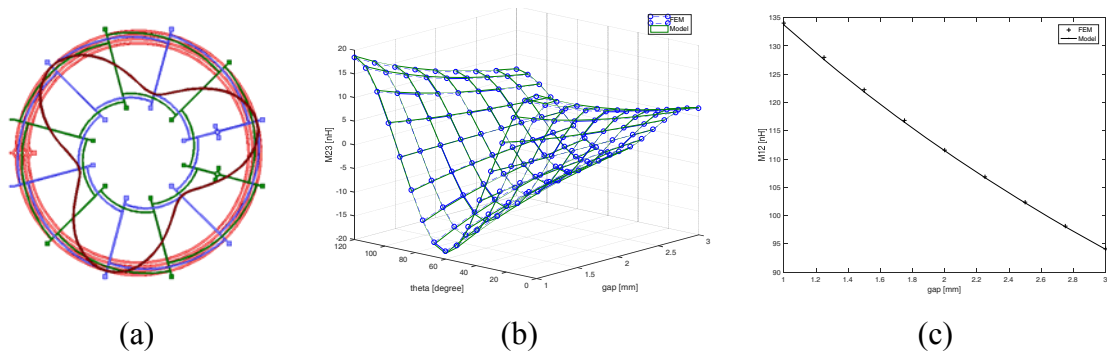 20
15
10
5
0
-5
-10
-15
-20
M23 [nH]
120
100
80
60
40
20
0
theta [degree]
1
1.5
2
2.5
3
gap [mm]
FEM
Model
135
130
125
120
115
110
105
100
95
90
M12 [nH]
1 1.2 1.4 1.6 1.8 2 2.2 2.4 2.6 2.8 3
gap [mm]
FEM
Model
(a) (b) (c)